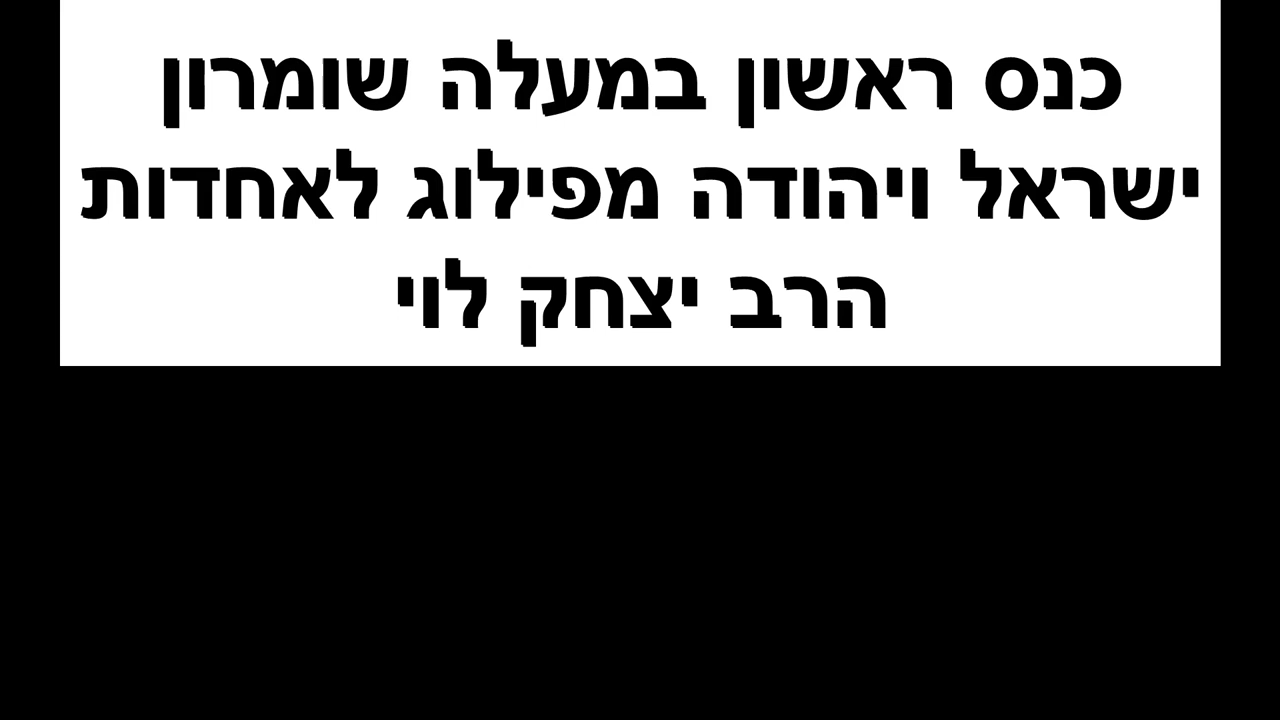 כנס ראשון במעלה שומרון
ישראל ויהודה מפילוג לאחדות
הרב יצחק לוי